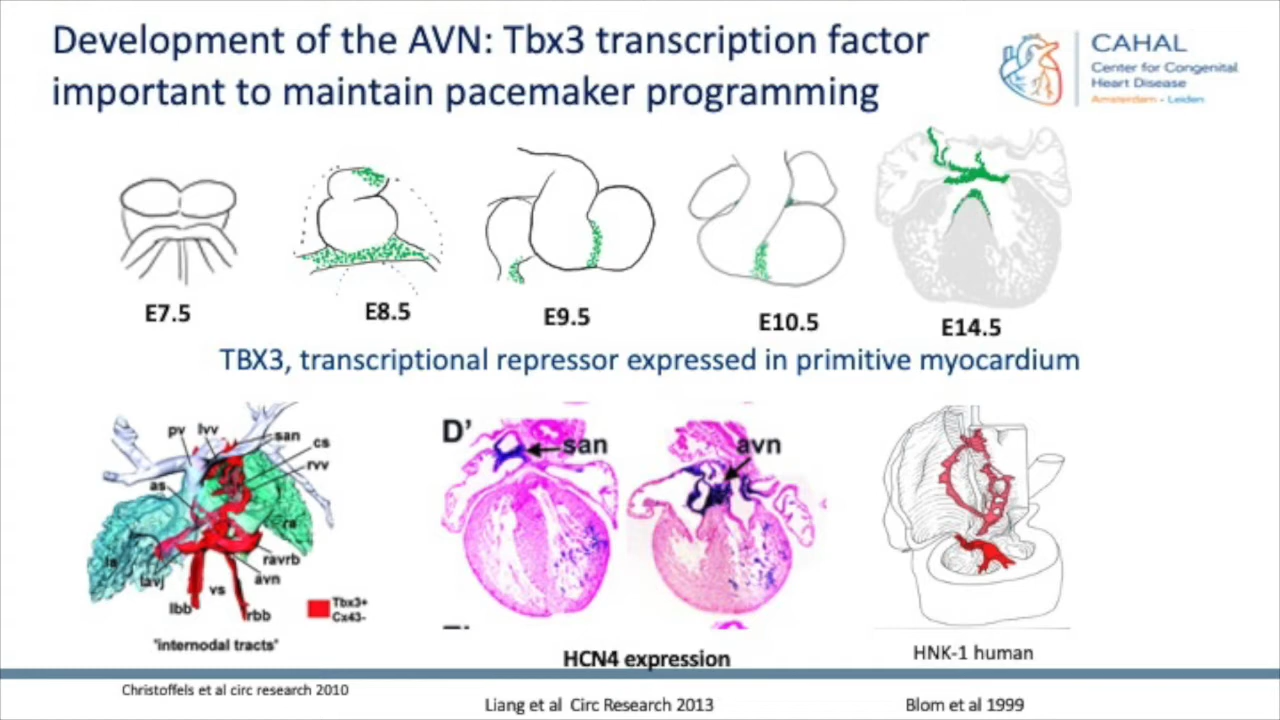 Development of the AVN: Tbx3 transcription factor
important to maintain pacemaker programming
CAHAL
Center for Congenital
Heart Disease
Amsterdam - Leiden
E7.5
E8.5
E9.5
E10.5
E14.5
TBX3, transcriptional repressor expressed in primitive myocardium
pv
lvv
san
cs
rvv
as
ra
la
lavj
ravrb
avn
vs
lbb
rbb
Tbx3+
Cx43-
'internodal tracts'
D'
san
avn
HCN4 expression
HNK-1 human
Christoffels et al circ research 2010
Liang et al Circ Research 2013
Blom et al 1999